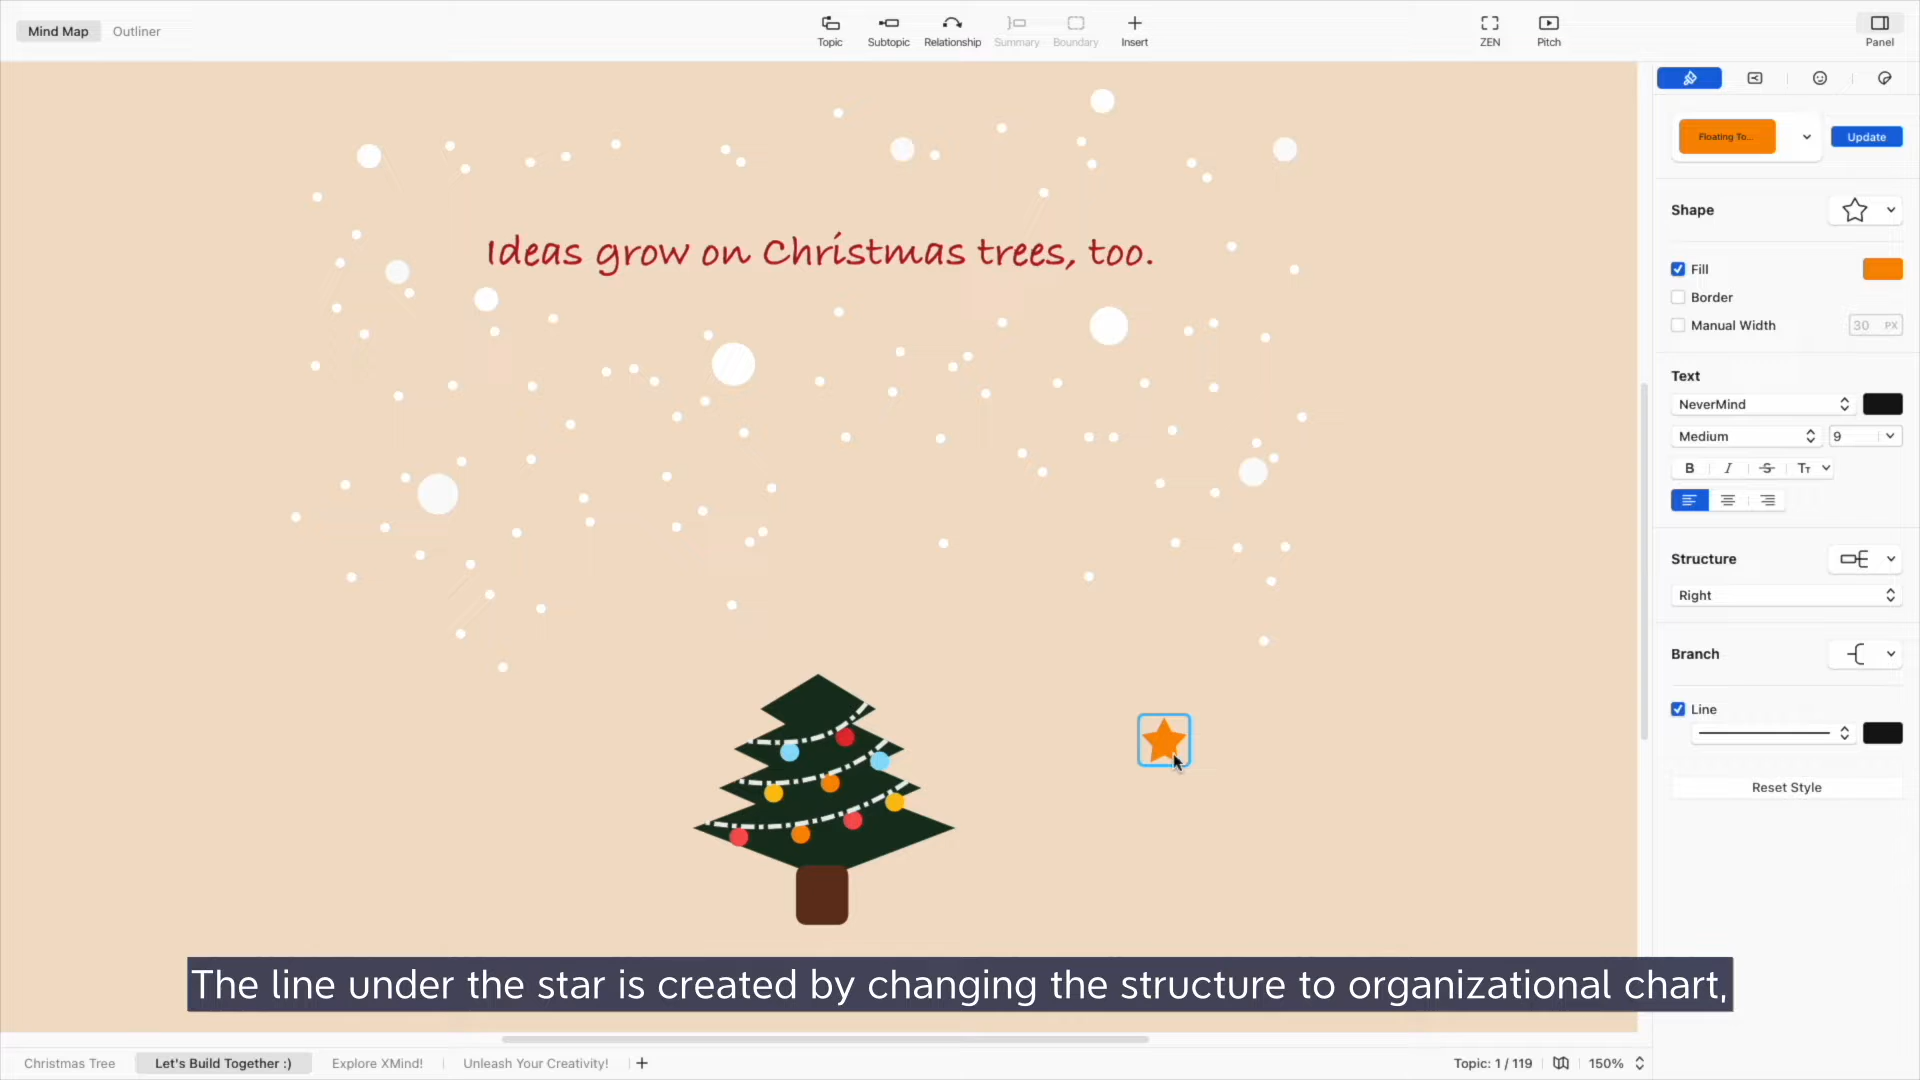 Mind Map
Outliner
Topic
Subtopic
Relationship
Summary
Boundary
Insert
ZEN
Pitch
Panel
Floating To...
Update
Shape
Ideas grow on Christmas trees, too.
Fill
Border
Manual Width
30 PX
Text
NeverMind
Medium
9
B I S TT
Structure
Right
Branch
Line
Reset Style
The line under the star is created by changing the structure to organizational chart,
Christmas Tree
Let's Build Together :)
Explore XMind!
Unleash Your Creativity!
Topic: 1 / 119
150%